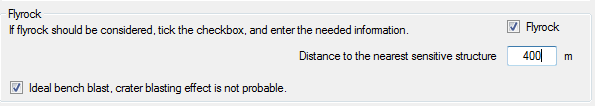 Flyrock
If flyrock should be considered, tick the checkbox, and enter the needed information.
Flyrock
Distance to the nearest sensitive structure 400 m
Ideal bench blast, crater blasting effect is not probable.